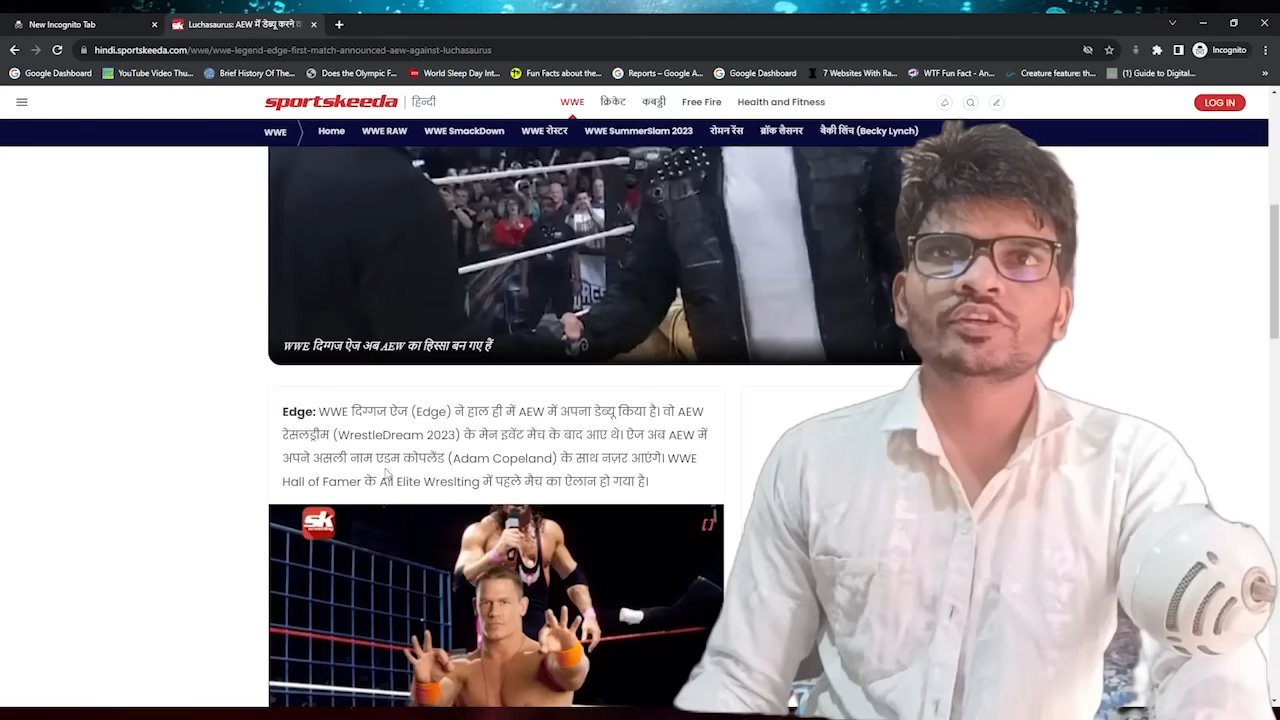 New Incognito Tab
Luchasaurus: AEW में डेब्यू करने
hindi.sportskeeda.com/wwe/wwe-legend-edge-first-match-announced-aew-against-luchasaurus
Incognito
Google Dashboard
YouTube Video Thu...
Brief History Of The...
Does the Olympic F...
World Sleep Day Int...
Fun Facts about the...
Reports – Google A...
Google Dashboard
7 Websites With Ra...
WTF Fun Fact - An...
Creature feature: th...
(1) Guide to Digital...
sportskeeda हिन्दी
WWE क्रिकेट कबड्डी Free Fire Health and Fitness
LOG IN
WWE Home WWE RAW WWE SmackDown WWE रोस्टर WWE SummerSlam 2023 रोमन रेंस ब्रॉक लैसनर बैकी लिंच (Becky Lynch)
WWE दिग्गज ऐज अब AEW का हिस्सा बन गए हैं
Edge: WWE दिग्गज ऐज (Edge) ने हाल ही में AEW में अपना डेब्यू किया है। वो AEW
रेसलड्रीम (WrestleDream 2023) के मेन इवेंट मैच के बाद आए थे। ऐज अब AEW में
अपने असली नाम एडम कोपलैंड (Adam Copeland) के साथ नज़र आएंगे। WWE
Hall of Famer के All Elite Wreslting में पहले मैच का ऐलान हो गया है।
sk